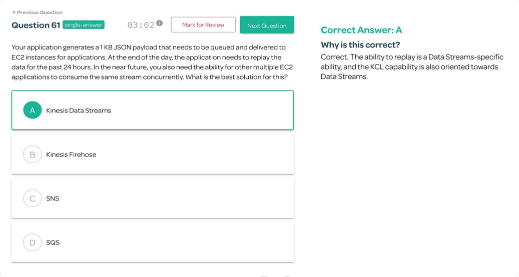 Previous Question
Question 61 single-answer 03:02 Mark for Review Next Question
Your application generates a 1 KB JSON payload that needs to be queued and delivered to
EC2 instances for applications. At the end of the day, the application needs to replay the
data for the past 24 hours. In the near future, you also need the ability for other multiple EC2
applications to consume the same stream concurrently. What is the best solution for this?
A Kinesis Data Streams
B Kinesis Firehose
C SNS
D SQS
Correct Answer: A
Why is this correct?
Correct. The ability to replay is a Data Streams-specific
ability, and the KCL capability is also oriented towards
Data Streams.